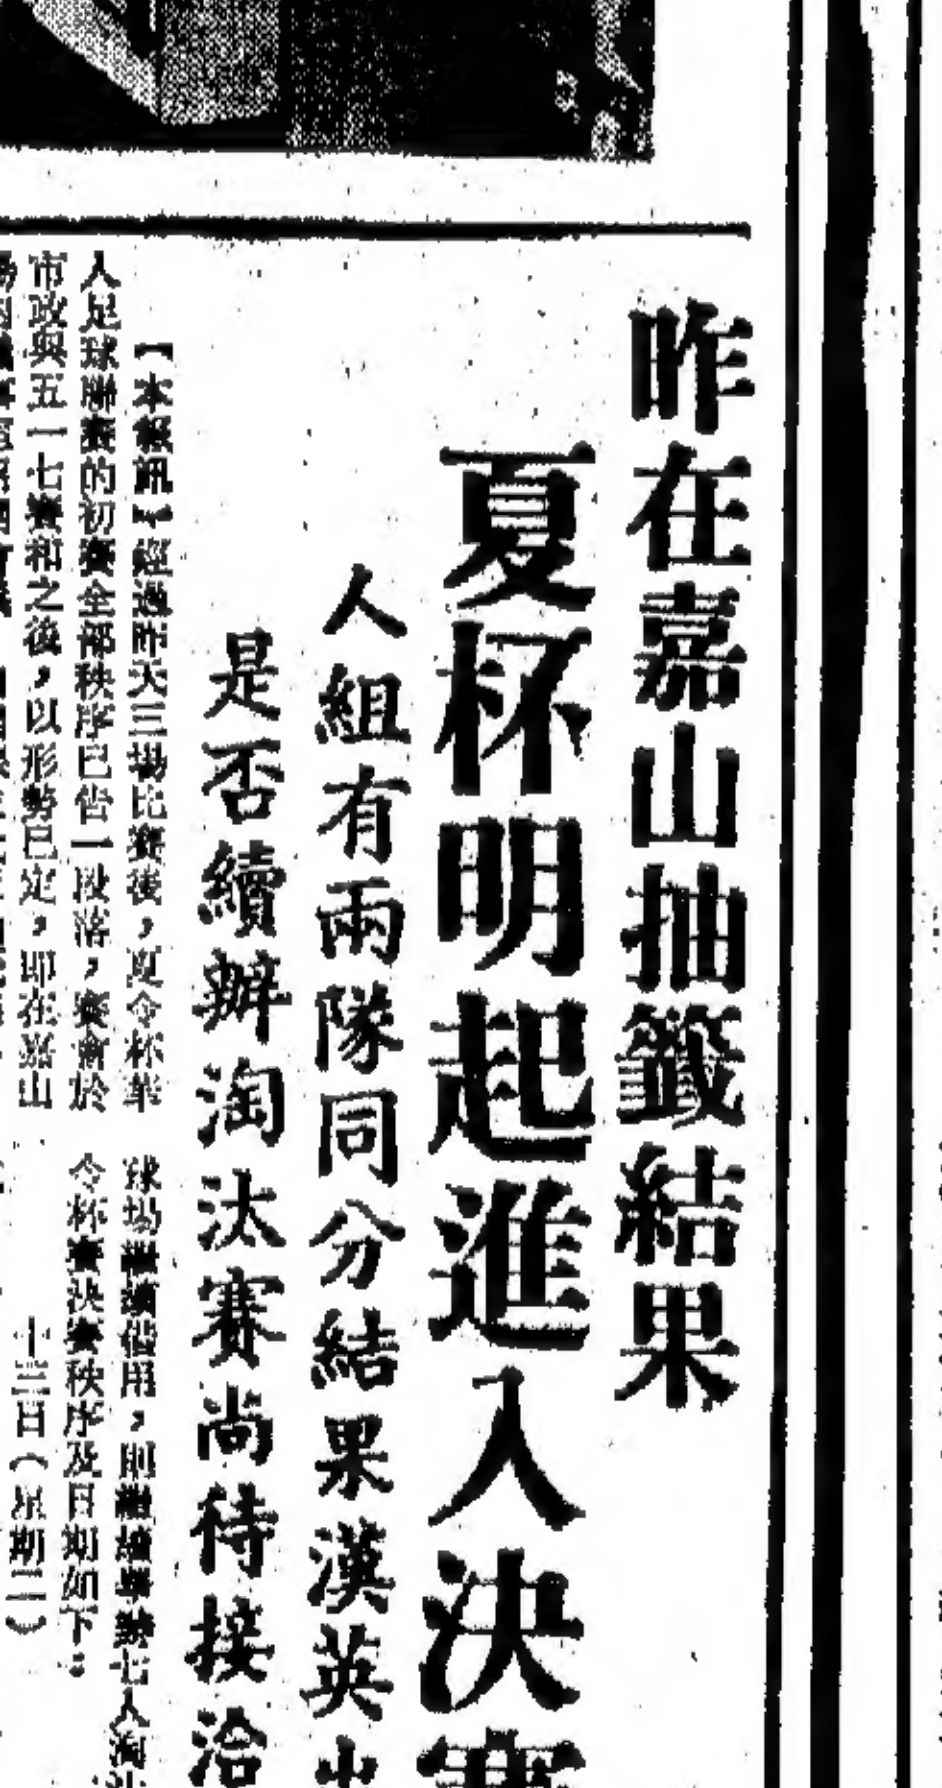 昨在嘉山抽籤結果
夏杯明起進入決賽
人組有兩隊同分結果漢英出
是否續辦淘汰賽尚待接洽
【本報訊】經過昨天三場比賽後，夏令杯華
人足球聯賽的初賽全部秩序已告一段落，賽會於
市政與五一七賽和之後，以形勢已定，即在嘉山
球場繼續借用，則繼續舉辦七人淘汰
令杯賽決賽秩序及日期如下：
十三日（星期二）